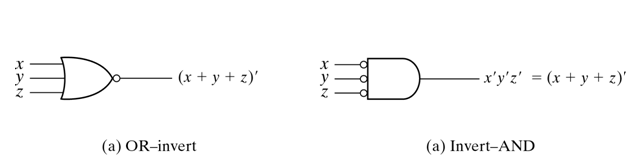 x
y
z
(x + y + z)'
(a) OR–invert
x
y
z
x'y'z' = (x + y + z)'
(a) Invert–AND